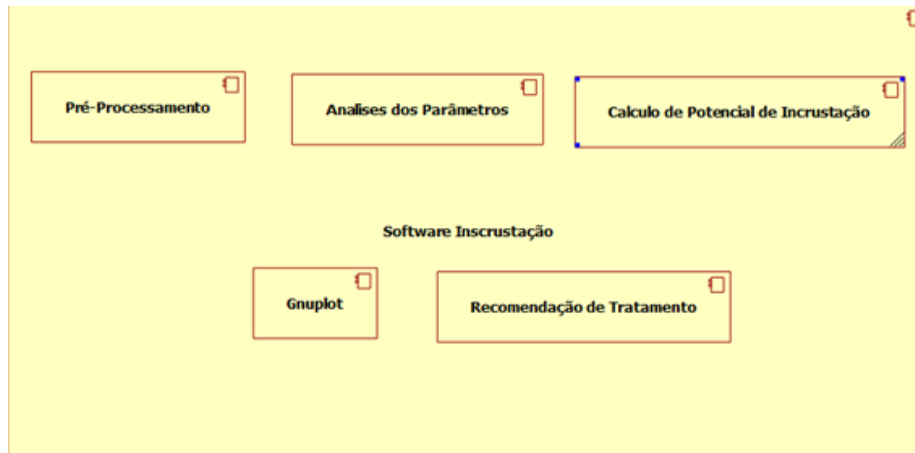 Pré-Processamento
Analises dos Parâmetros
Calculo de Potencial de Incrustação
Software Inscrustação
Gnuplot
Recomendação de Tratamento